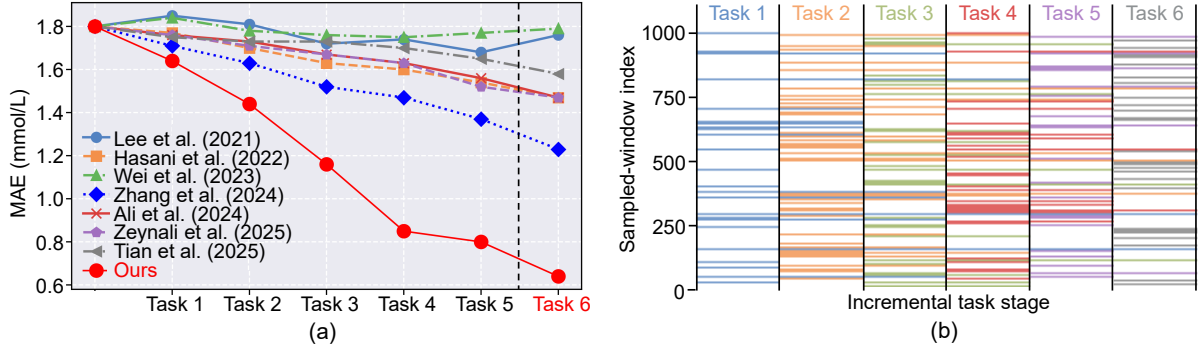 1.8
1.6
1.4
1.2
1.0
0.8
0.6
MAE (mmol/L)
Lee et al. (2021)
Hasani et al. (2022)
Wei et al. (2023)
Zhang et al. (2024)
Ali et al. (2024)
Zeynali et al. (2025)
Tian et al. (2025)
Ours
Task 1 Task 2 Task 3 Task 4 Task 5 Task 6
(a)
Task 1 Task 2 Task 3 Task 4 Task 5 Task 6
1000
750
500
250
0
Sampled-window index
Incremental task stage
(b)